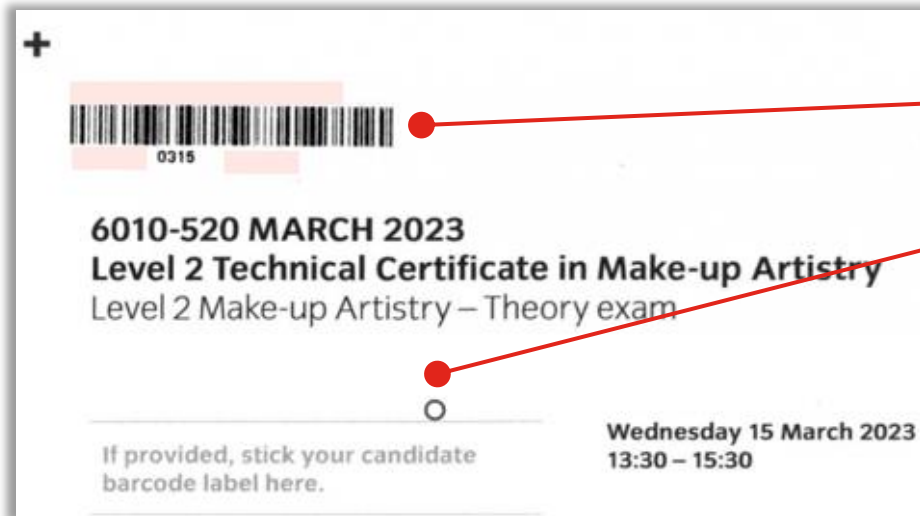 0315
6010-520 MARCH 2023
Level 2 Technical Certificate in Make-up Artistry
Level 2 Make-up Artistry – Theory exam
If provided, stick your candidate
barcode label here.
Wednesday 15 March 2023
13:30 – 15:30